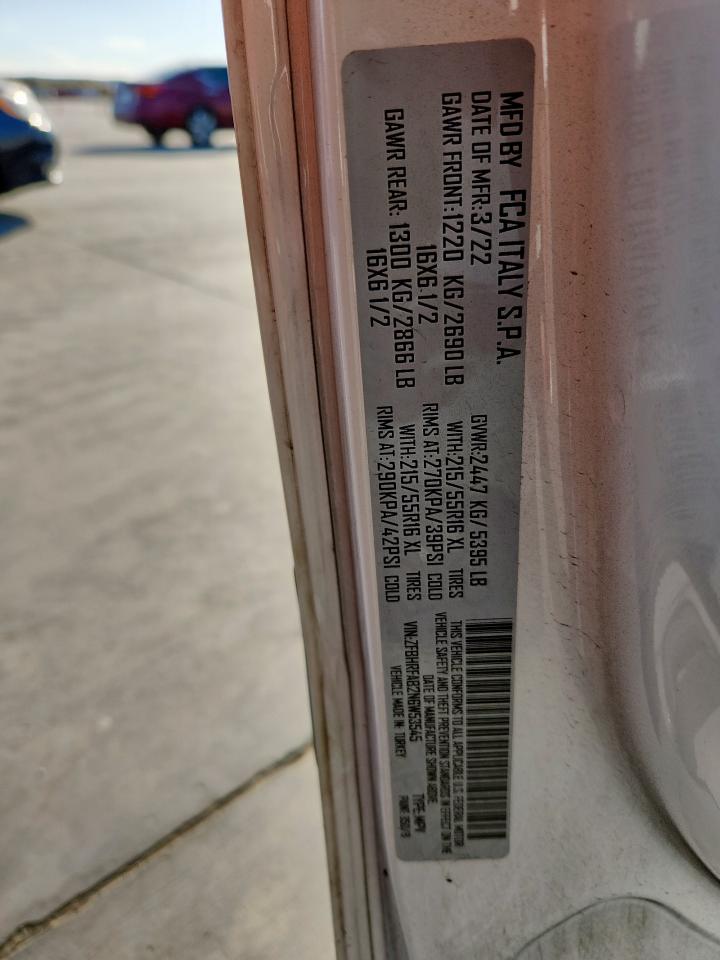 MFD BY FCA ITALY S.P.A.
DATE OF MFR:3/22 GVWR:2447 KG/ 5395 LB
GAWR FRONT:1220 KG/2690 LB WITH:215/55R16 XL TIRES
16X6.1/2 RIMS AT:270KPA/39PSI COLD
GAWR REAR: 1300 KG/2866 LB WITH:215/55R16 XL TIRES
16X6 1/2 RIMS AT:290KPA/42PSI COLD
THIS VEHICLE CONFORMS TO ALL APPLICABLE U.S. FEDERAL MOTOR
VEHICLE SAFETY AND THEFT PREVENTION STANDARDS IN EFFECT ON THE
DATE OF MANUFACTURE SHOWN ABOVE.
VIN:ZFBHRFAB2N6W53545 TYPE:MPV
VEHICLE MADE IN: TURKEY